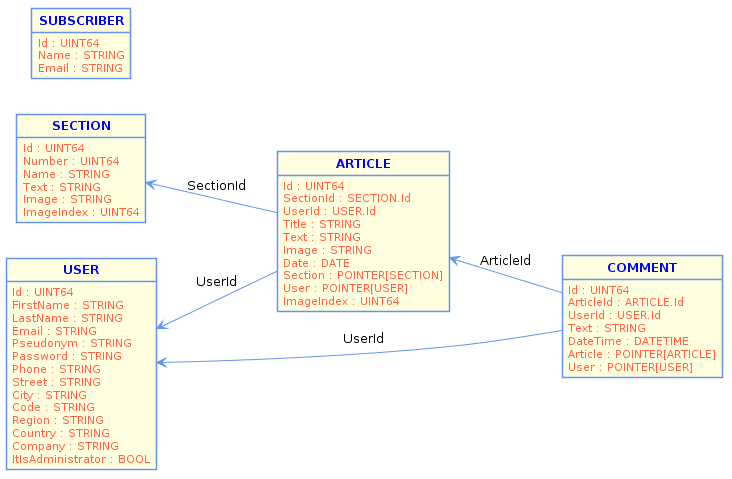 SUBSCRIBER
Id : UINT64
Name : STRING
Email : STRING
SECTION
Id : UINT64
Number : UINT64
Name : STRING
Text : STRING
Image : STRING
ImageIndex : UINT64
USER
Id : UINT64
FirstName : STRING
LastName : STRING
Email : STRING
Pseudonym : STRING
Password : STRING
Phone : STRING
Street : STRING
City : STRING
Code : STRING
Region : STRING
Country : STRING
Company : STRING
ItIsAdministrator : BOOL
SectionId
UserId
ARTICLE
Id : UINT64
SectionId : SECTION.Id
UserId : USER.Id
Title : STRING
Text : STRING
Image : STRING
Date : DATE
Section : POINTER[SECTION]
User : POINTER[USER]
ImageIndex : UINT64
UserId
ArticleId
COMMENT
Id : UINT64
ArticleId : ARTICLE.Id
UserId : USER.Id
Text : STRING
DateTime : DATETIME
Article : POINTER[ARTICLE]
User : POINTER[USER]